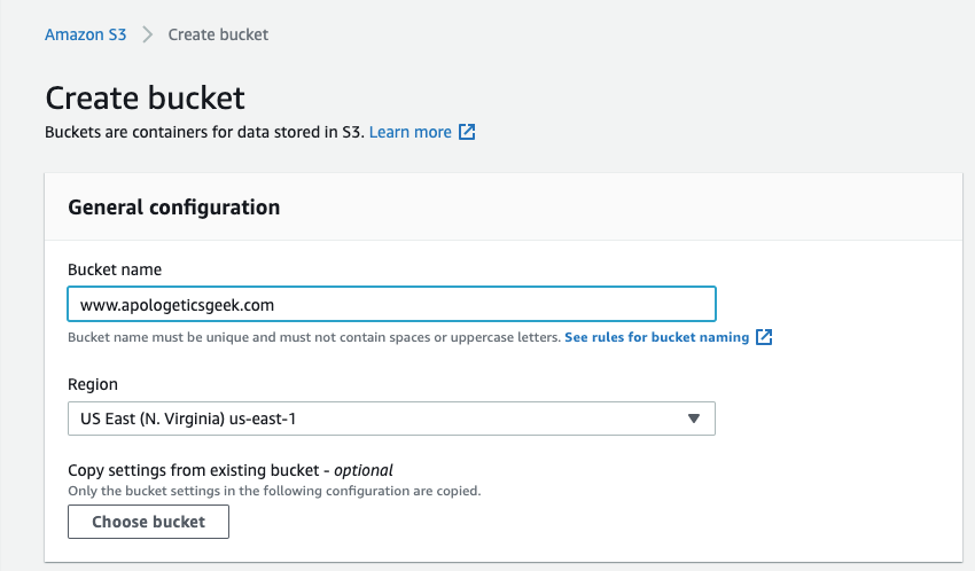 Amazon S3 > Create bucket
Create bucket
Buckets are containers for data stored in S3. Learn more
General configuration
Bucket name
www.apologeticsgeek.com
Bucket name must be unique and must not contain spaces or uppercase letters. See rules for bucket naming
Region
US East (N. Virginia) us-east-1
Copy settings from existing bucket - optional
Only the bucket settings in the following configuration are copied.
Choose bucket